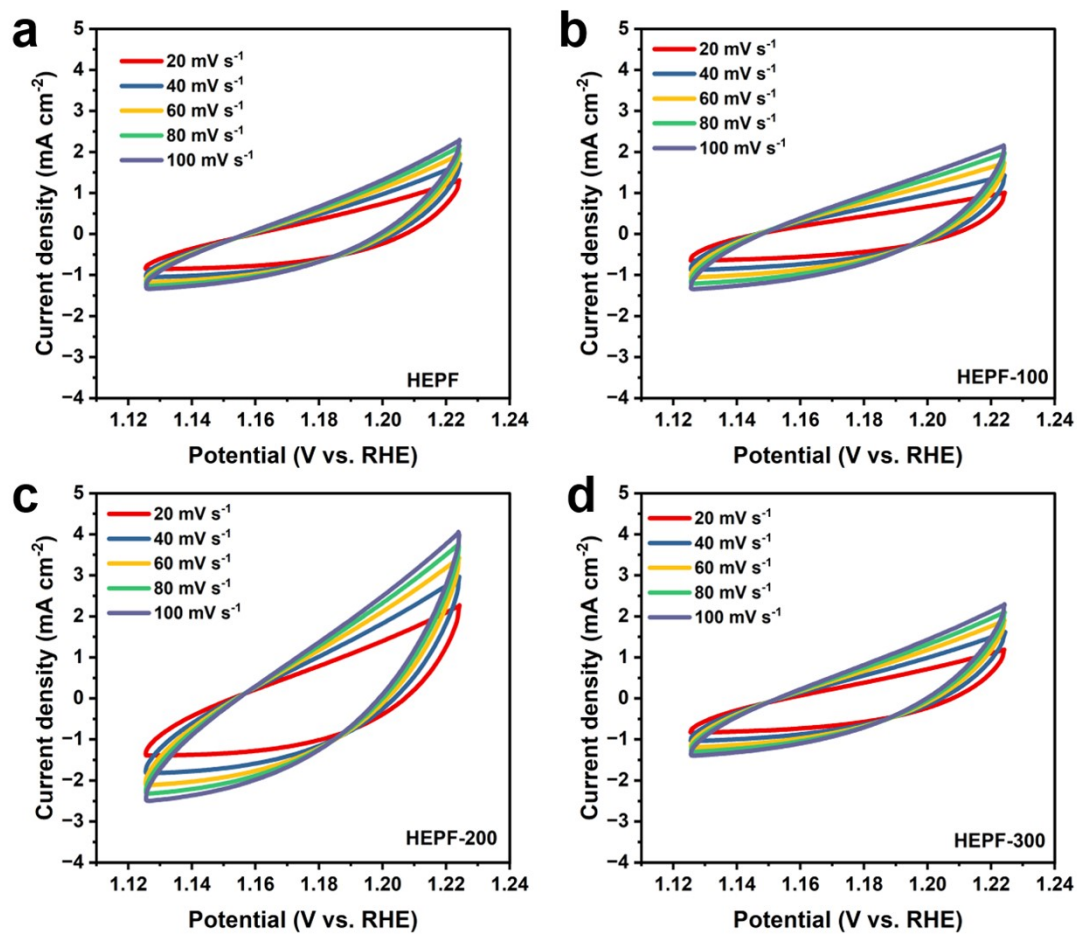 a
5
4
3
2
1
0
−1
−2
−3
−4
Current density (mA cm⁻²)
20 mV s⁻¹
40 mV s⁻¹
60 mV s⁻¹
80 mV s⁻¹
100 mV s⁻¹
HEPF
1.12 1.14 1.16 1.18 1.20 1.22 1.24
Potential (V vs. RHE)
b
5
4
3
2
1
0
−1
−2
−3
−4
Current density (mA cm⁻²)
20 mV s⁻¹
40 mV s⁻¹
60 mV s⁻¹
80 mV s⁻¹
100 mV s⁻¹
HEPF-100
1.12 1.14 1.16 1.18 1.20 1.22 1.24
Potential (V vs. RHE)
c
5
4
3
2
1
0
−1
−2
−3
−4
Current density (mA cm⁻²)
20 mV s⁻¹
40 mV s⁻¹
60 mV s⁻¹
80 mV s⁻¹
100 mV s⁻¹
HEPF-200
1.12 1.14 1.16 1.18 1.20 1.22 1.24
Potential (V vs. RHE)
d
5
4
3
2
1
0
−1
−2
−3
−4
Current density (mA cm⁻²)
20 mV s⁻¹
40 mV s⁻¹
60 mV s⁻¹
80 mV s⁻¹
100 mV s⁻¹
HEPF-300
1.12 1.14 1.16 1.18 1.20 1.22 1.24
Potential (V vs. RHE)